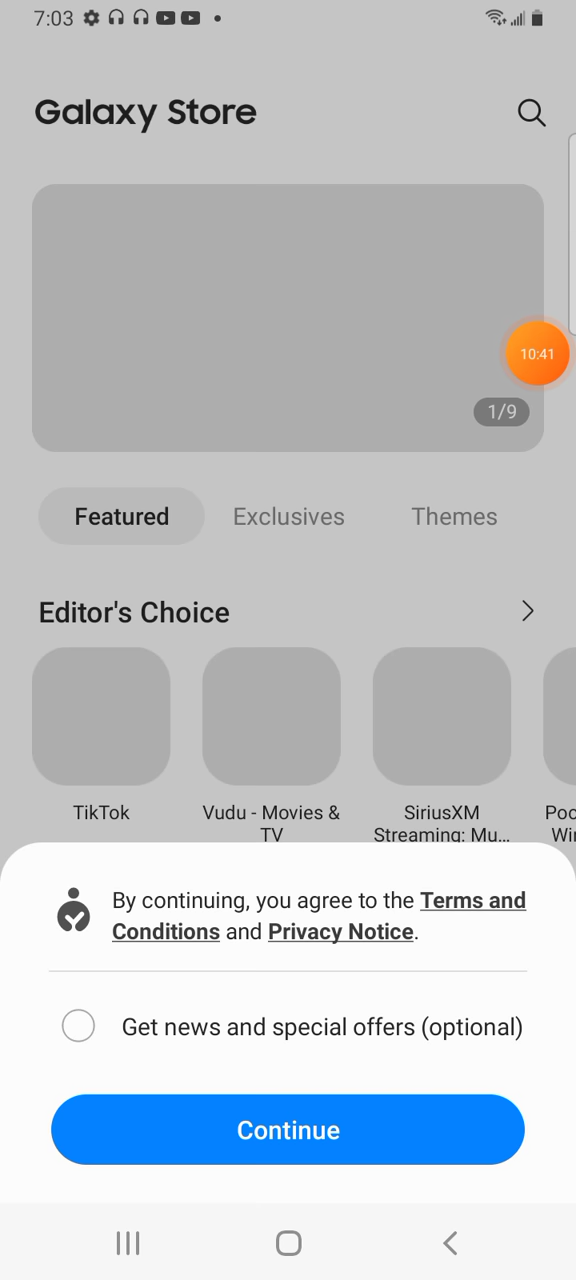 7:03
Galaxy Store
10:41
1/9
Featured Exclusives Themes
Editor's Choice
TikTok
Vudu - Movies &
TV
SiriusXM
Streaming: Mu...
By continuing, you agree to the Terms and
Conditions and Privacy Notice.
Get news and special offers (optional)
Continue